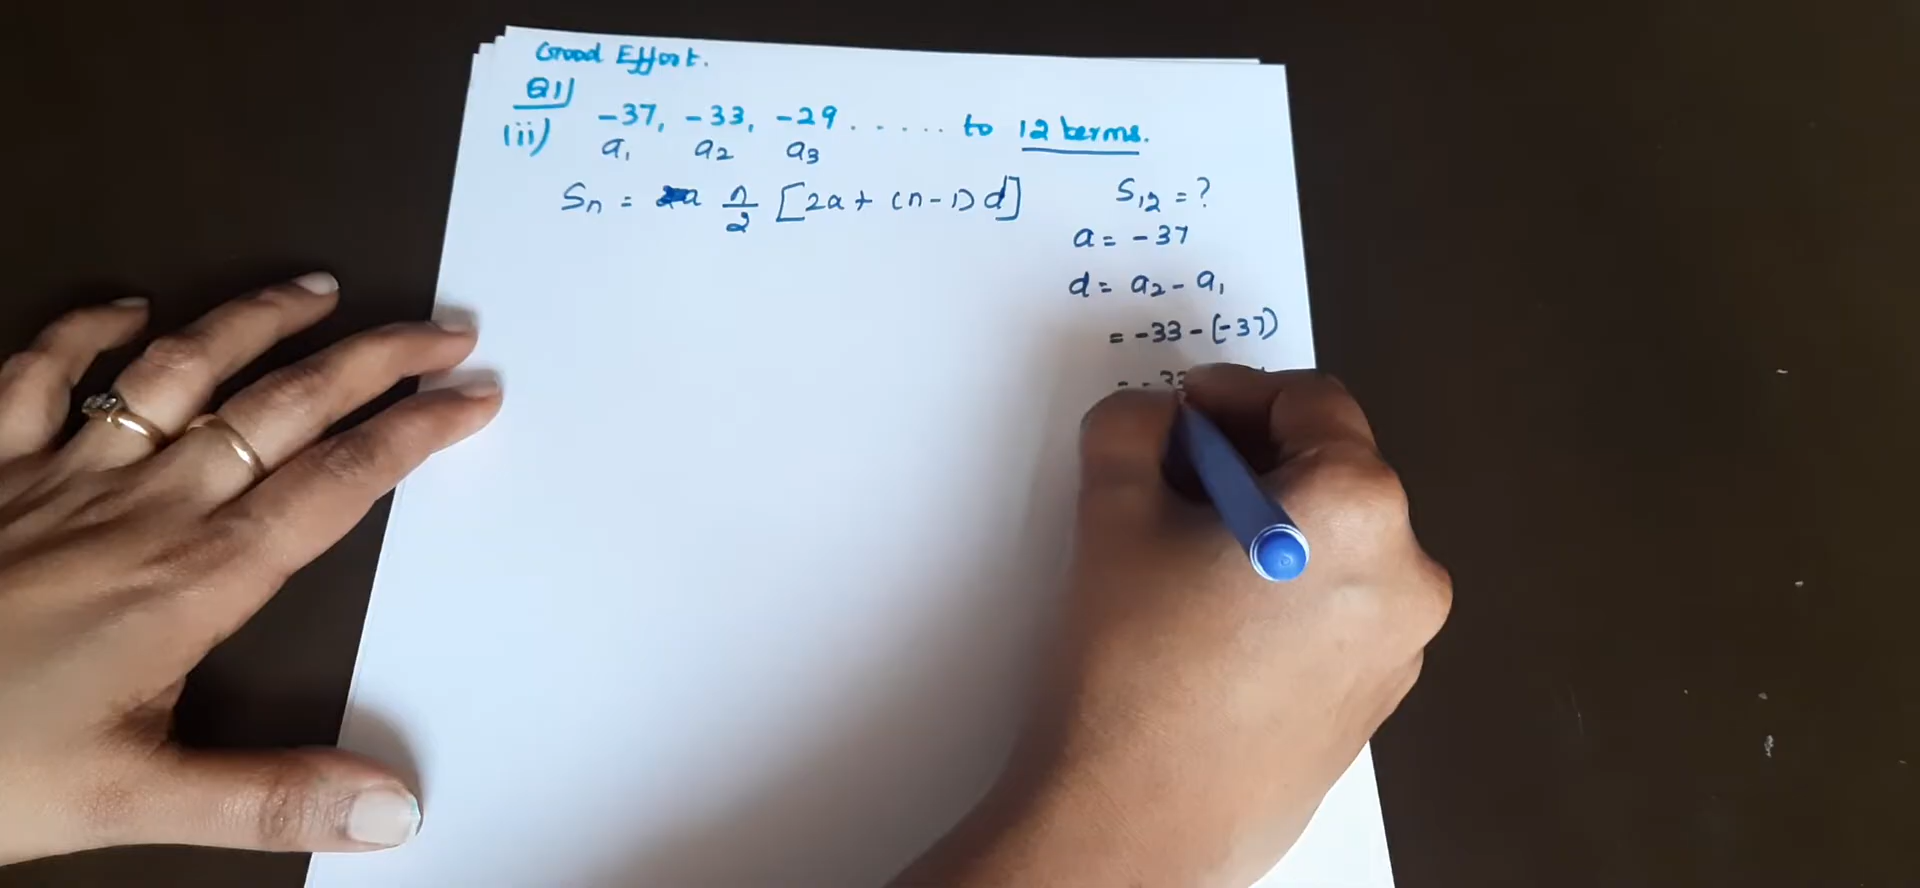 Good Effort.
Q1)
(ii) -37, -33, -29 . . . . . to 12 terms.
a₁ a₂ a₃
Sn = n/2 [2a + (n-1) d]
S₁₂ = ?
a = -37
d = a₂ - a₁
= -33 - (-37)
= -33